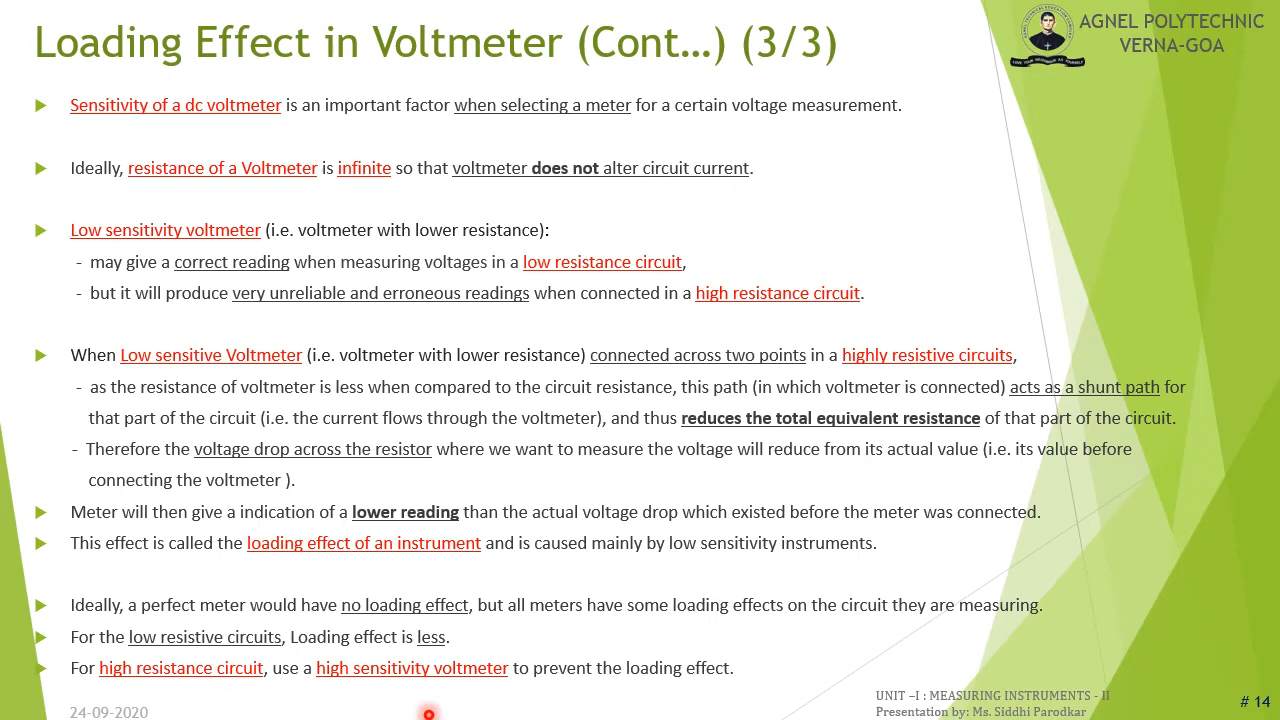 Loading Effect in Voltmeter (Cont…) (3/3)
AGNEL POLYTECHNIC
VERNA-GOA
Sensitivity of a dc voltmeter is an important factor when selecting a meter for a certain voltage measurement.
Ideally, resistance of a Voltmeter is infinite so that voltmeter does not alter circuit current.
Low sensitivity voltmeter (i.e. voltmeter with lower resistance):
- may give a correct reading when measuring voltages in a low resistance circuit,
- but it will produce very unreliable and erroneous readings when connected in a high resistance circuit.
When Low sensitive Voltmeter (i.e. voltmeter with lower resistance) connected across two points in a highly resistive circuits,
- as the resistance of voltmeter is less when compared to the circuit resistance, this path (in which voltmeter is connected) acts as a shunt path for
that part of the circuit (i.e. the current flows through the voltmeter), and thus reduces the total equivalent resistance of that part of the circuit.
- Therefore the voltage drop across the resistor where we want to measure the voltage will reduce from its actual value (i.e. its value before
connecting the voltmeter ).
Meter will then give a indication of a lower reading than the actual voltage drop which existed before the meter was connected.
This effect is called the loading effect of an instrument and is caused mainly by low sensitivity instruments.
Ideally, a perfect meter would have no loading effect, but all meters have some loading effects on the circuit they are measuring.
For the low resistive circuits, Loading effect is less.
For high resistance circuit, use a high sensitivity voltmeter to prevent the loading effect.
24-09-2020
UNIT –I : MEASURING INSTRUMENTS - II
Presentation by: Ms. Siddhi Parodkar
# 14